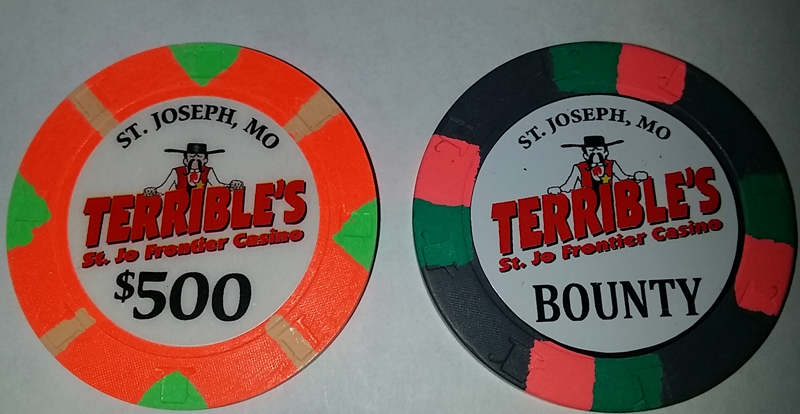 ST. JOSEPH, MO
TERRIBLE'S
St. Jo Frontier Casino
$500
ST. JOSEPH, MO
TERRIBLE'S
St. Jo Frontier Casino
BOUNTY